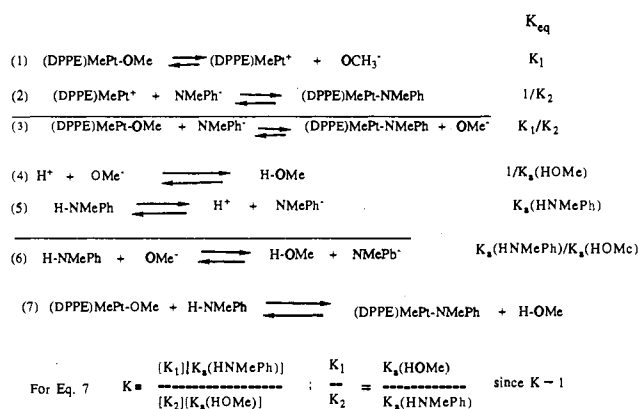 K_eq
(1) (DPPE)MePt-OMe ⇌ (DPPE)MePt⁺ + OCH₃⁻ K₁
(2) (DPPE)MePt⁺ + NMePh⁻ ⇌ (DPPE)MePt-NMePh 1/K₂
(3) (DPPE)MePt-OMe + NMePh⁻ ⇌ (DPPE)MePt-NMePh + OMe⁻ K₁/K₂
(4) H⁺ + OMe⁻ ⇌ H-OMe 1/Kₐ(HOMe)
(5) H-NMePh ⇌ H⁺ + NMePh⁻ Kₐ(HNMePh)
(6) H-NMePh + OMe⁻ ⇌ H-OMe + NMePb⁻ Kₐ(HNMePh)/Kₐ(HOMc)
(7) (DPPE)MePt-OMe + H-NMePh ⇌ (DPPE)MePt-NMePh + H-OMe
[K₁][Kₐ(HNMePh)] K₁ Kₐ(HOMe)
For Eq. 7 K = ---------------- ; -- = ------------ since K ~ 1
[K₂][Kₐ(HOMe)] K₂ Kₐ(HNMePh)